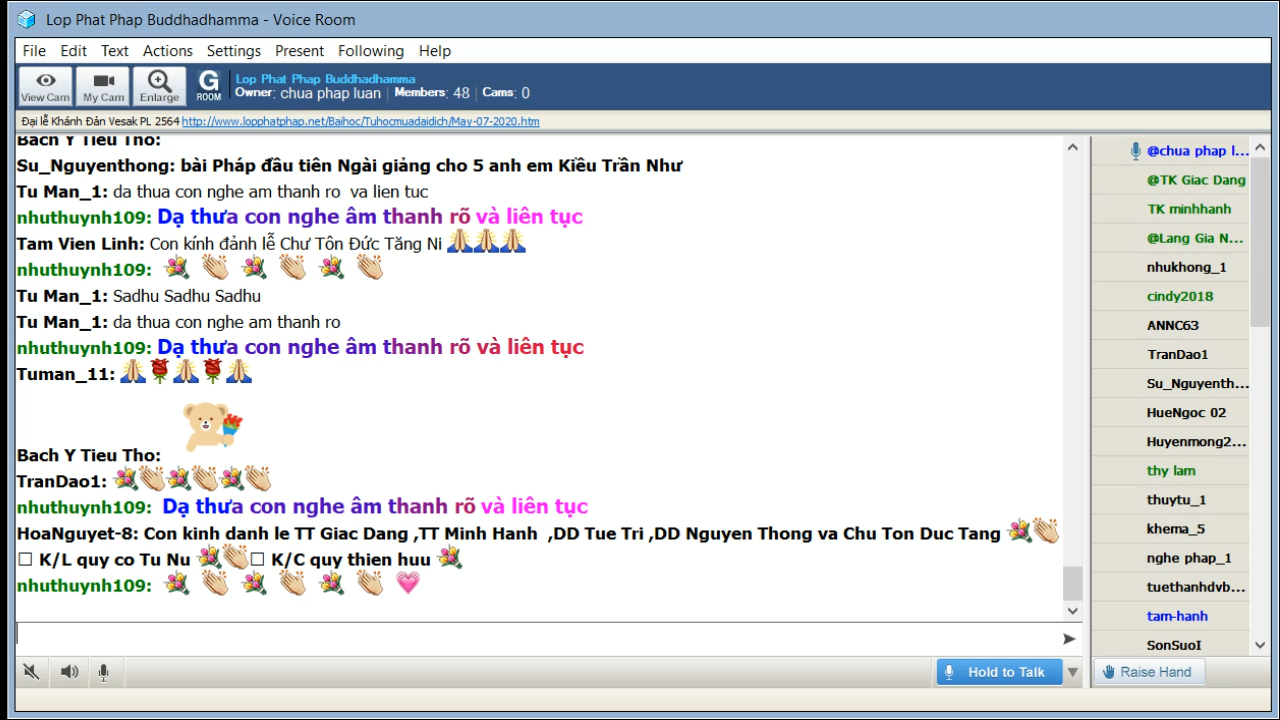 Lop Phat Phap Buddhadhamma - Voice Room
File Edit Text Actions Settings Present Following Help
View Cam My Cam Enlarge G ROOM
Lop Phat Phap Buddhadhamma
Owner: chua phap luan | Members: 48 | Cams: 0
Đại lễ Khánh Đản Vesak PL 2564 http://www.lopphatphap.net/Baihoc/Tuhocmuadaidich/May-07-2020.htm
Bach Y Tieu Tho:
Su_Nguyenthong: bài Pháp đầu tiên Ngài giảng cho 5 anh em Kiều Trần Như
Tu Man_1: da thua con nghe am thanh ro va lien tuc
nhuthuynh109: Dạ thưa con nghe âm thanh rõ và liên tục
Tam Vien Linh: Con kính đảnh lễ Chư Tôn Đức Tăng Ni 🙏🙏🙏
nhuthuynh109: 💐 👏 💐 👏 💐 👏
Tu Man_1: Sadhu Sadhu Sadhu
Tu Man_1: da thua con nghe am thanh ro
nhuthuynh109: Dạ thưa con nghe âm thanh rõ và liên tục
Tuman_11: 🙏🌹🙏🌹🙏
Bach Y Tieu Tho:
TranDao1: 💐👏💐👏💐👏
nhuthuynh109: Dạ thưa con nghe âm thanh rõ và liên tục
HoaNguyet-8: Con kinh danh le TT Giac Dang ,TT Minh Hanh ,DD Tue Tri ,DD Nguyen Thong va Chu Ton Duc Tang 💐👏
□ K/L quy co Tu Nu 💐👏□ K/C quy thien huu 💐
nhuthuynh109: 💐 👏 💐 👏 💐 👏 💗
@chua phap l...
@TK Giac Dang
TK minhhanh
@Lang Gia N...
nhukhong_1
cindy2018
ANNC63
TranDao1
Su_Nguyenth...
HueNgoc 02
Huyenmong2...
thy lam
thuytu_1
khema_5
nghe phap_1
tuethanhdvb...
tam-hanh
SonSuoI
Hold to Talk
Raise Hand